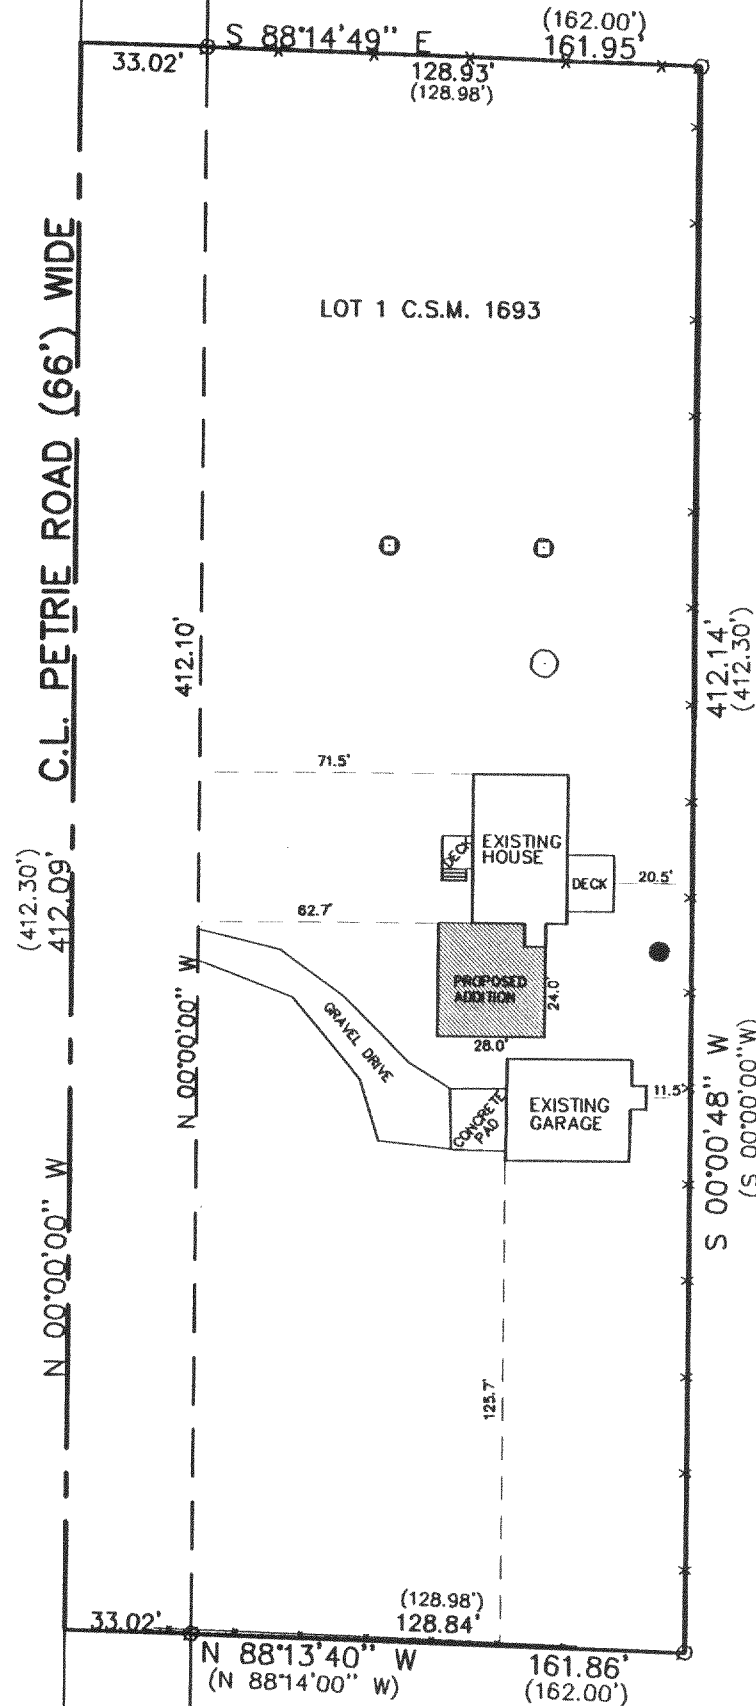 (162.00')
S 88°14'49" E
161.95'
33.02'
128.93'
(128.98')
C.L. PETRIE ROAD (66') WIDE
LOT 1 C.S.M. 1693
412.10'
412.14'
(412.30')
71.5'
EXISTING
HOUSE
DECK
DECK
20.5'
62.7'
(412.30')
412.09'
PROPOSED
ADDITION
24.0'
28.0'
N 00°00'00" W
GRAVEL DRIVE
CONCRETE
PAD
EXISTING
GARAGE
11.5'
S 00°00'48" W
(S 00°00'00"W)
N 00°00'00" W
125.7'
(128.98')
128.84'
33.02'
N 88°13'40" W
(N 88°14'00" W)
161.86'
(162.00')